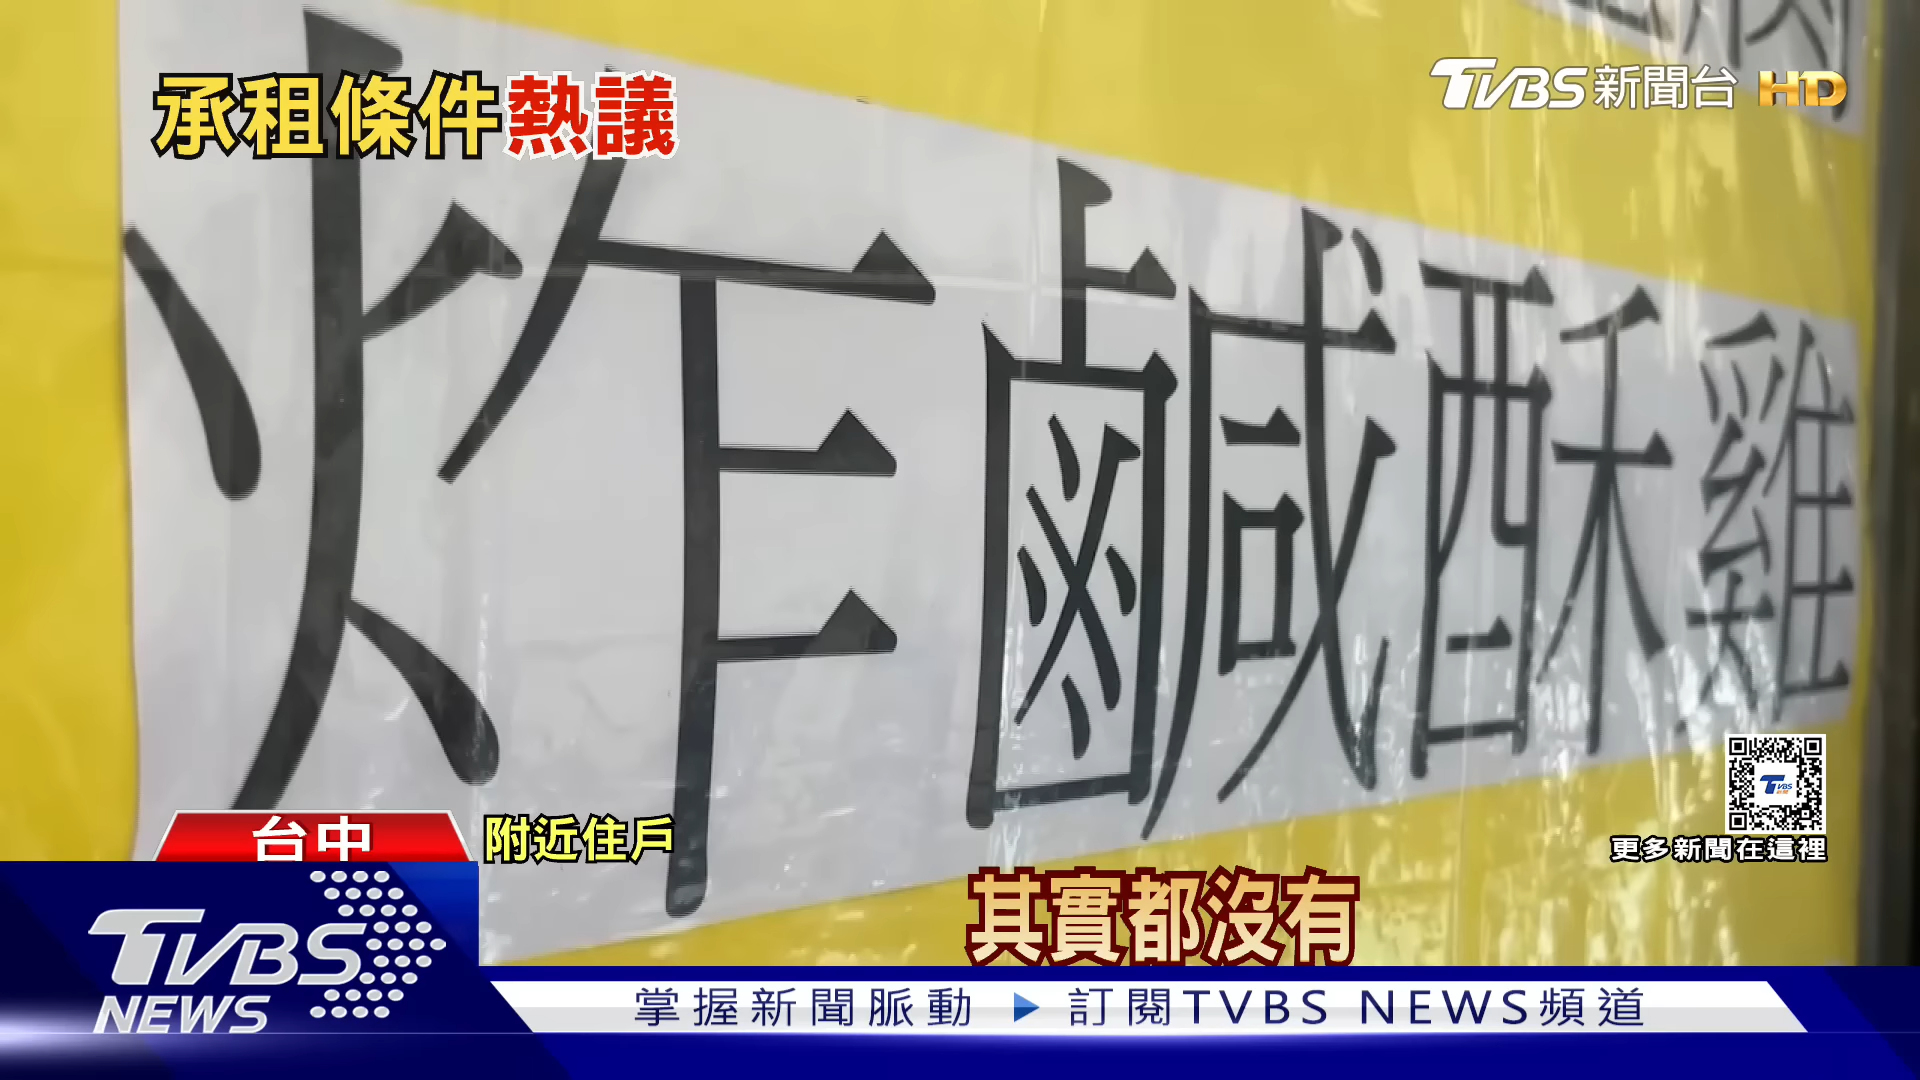 承租條件熱議
TVBS新聞台 HD
炸鹹酥雞
TVBS
更多新聞在這裡
台中
附近住戶
其實都沒有
TVBS
NEWS
掌握新聞脈動 ▶ 訂閱TVBS NEWS頻道